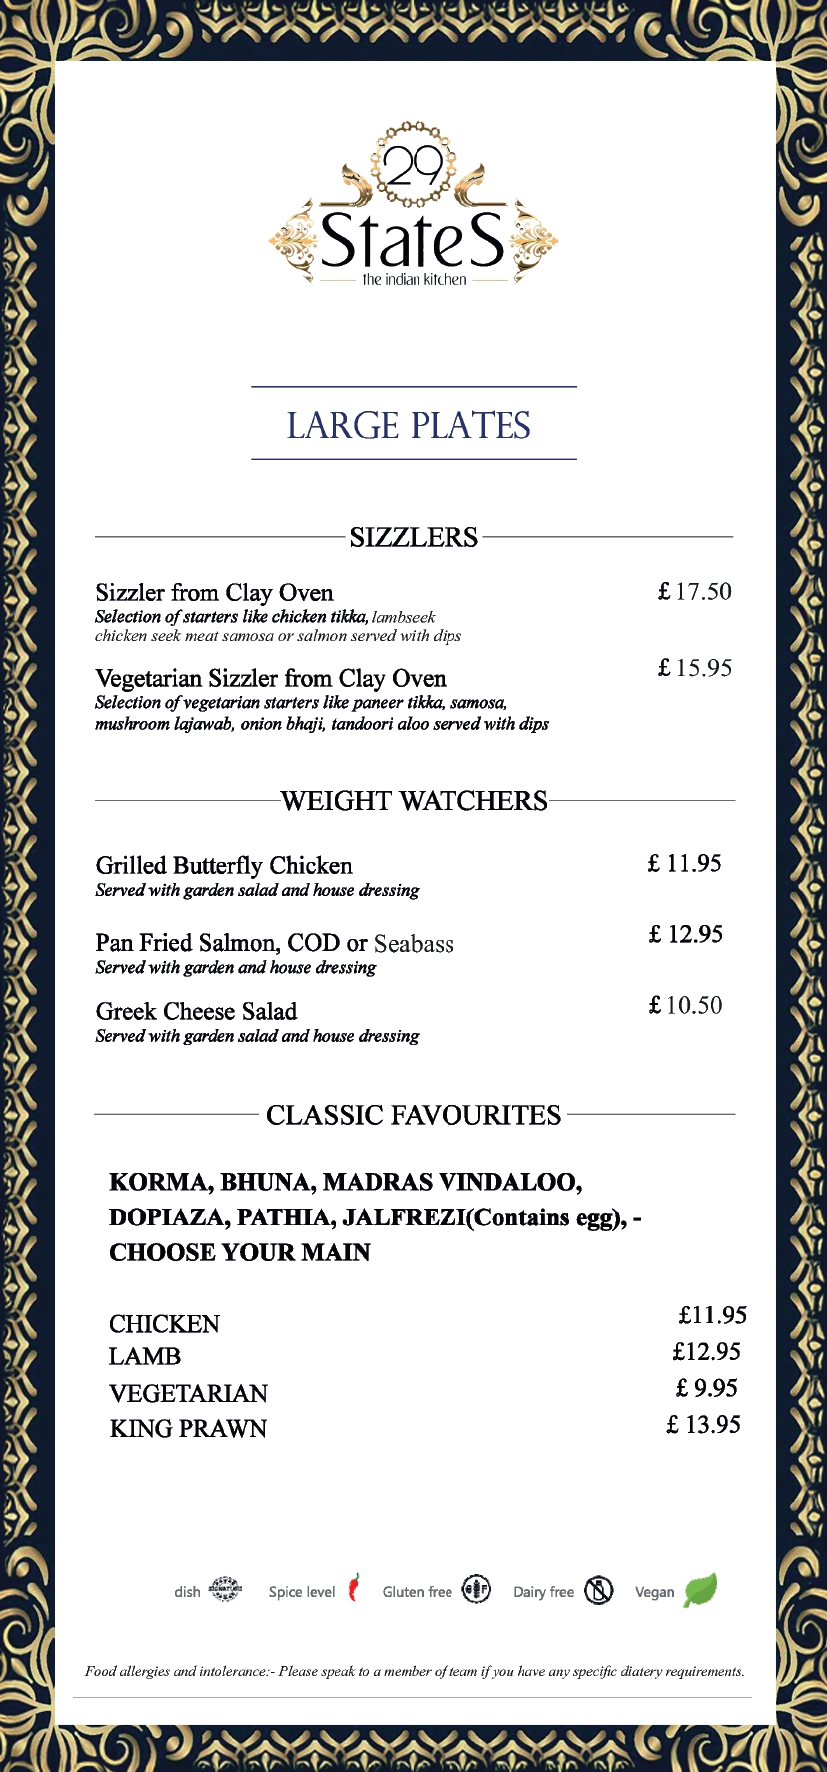 29
StateS
the indian kitchen
LARGE PLATES
SIZZLERS
Sizzler from Clay Oven £ 17.50
Selection of starters like chicken tikka, lambseek
chicken seek meat samosa or salmon served with dips
Vegetarian Sizzler from Clay Oven £ 15.95
Selection of vegetarian starters like paneer tikka, samosa,
mushroom lajawab, onion bhaji, tandoori aloo served with dips
WEIGHT WATCHERS
Grilled Butterfly Chicken £ 11.95
Served with garden salad and house dressing
Pan Fried Salmon, COD or Seabass £ 12.95
Served with garden and house dressing
Greek Cheese Salad £ 10.50
Served with garden salad and house dressing
CLASSIC FAVOURITES
KORMA, BHUNA, MADRAS VINDALOO,
DOPIAZA, PATHIA, JALFREZI(Contains egg), -
CHOOSE YOUR MAIN
CHICKEN £11.95
LAMB £12.95
VEGETARIAN £ 9.95
KING PRAWN £ 13.95
dish SIGNATURE Spice level Gluten free G F Dairy free Vegan
Food allergies and intolerance:- Please speak to a member of team if you have any specific diatery requirements.